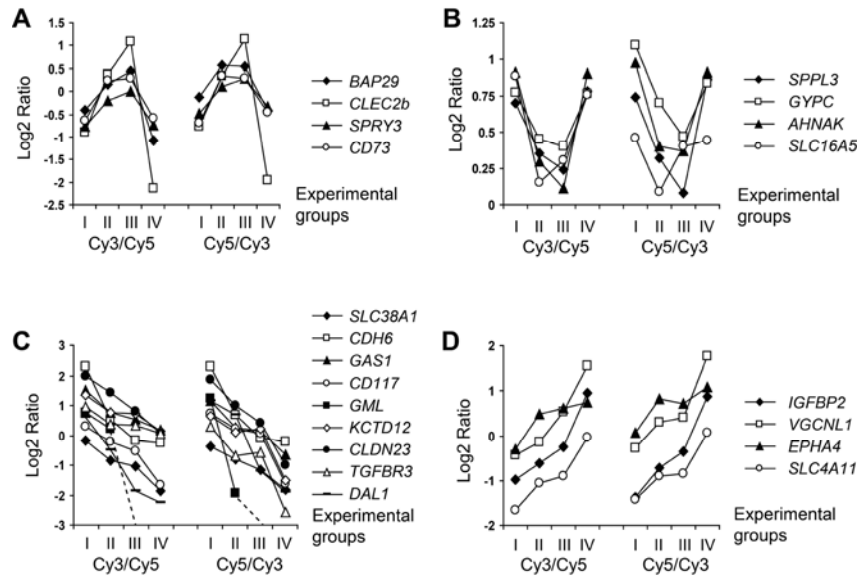 A
Log2 Ratio
1.5
1
0.5
0
-0.5
-1
-1.5
-2
-2.5
I II III IV
Cy3/Cy5
I II III IV
Cy5/Cy3
BAP29
CLEC2b
SPRY3
CD73
Experimental
groups
B
Log2 Ratio
1.25
1
0.75
0.5
0.25
0
I II III IV
Cy3/Cy5
I II III IV
Cy5/Cy3
SPPL3
GYPC
AHNAK
SLC16A5
Experimental
groups
C
Log2 Ratio
4
3
2
1
0
-1
-2
-3
I II III IV
Cy3/Cy5
I II III IV
Cy5/Cy3
SLC38A1
CDH6
GAS1
CD117
GML
KCTD12
CLDN23
TGFBR3
DAL1
Experimental
groups
D
Log2 Ratio
2
1
0
-1
-2
I II III IV
Cy3/Cy5
I II III IV
Cy5/Cy3
IGFBP2
VGCNL1
EPHA4
SLC4A11
Experimental
groups